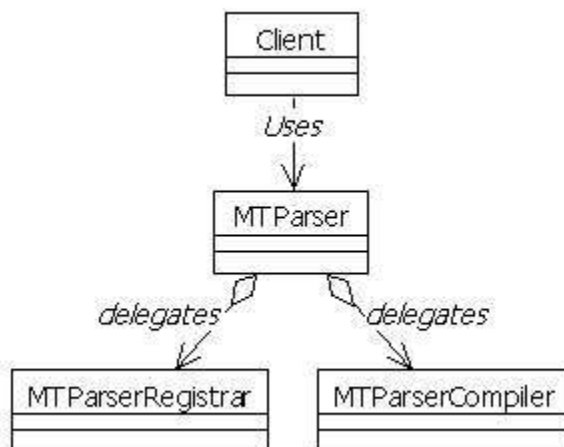 Client
Uses
MTParser
delegates
delegates
MTParserRegistrar
MTParserCompiler